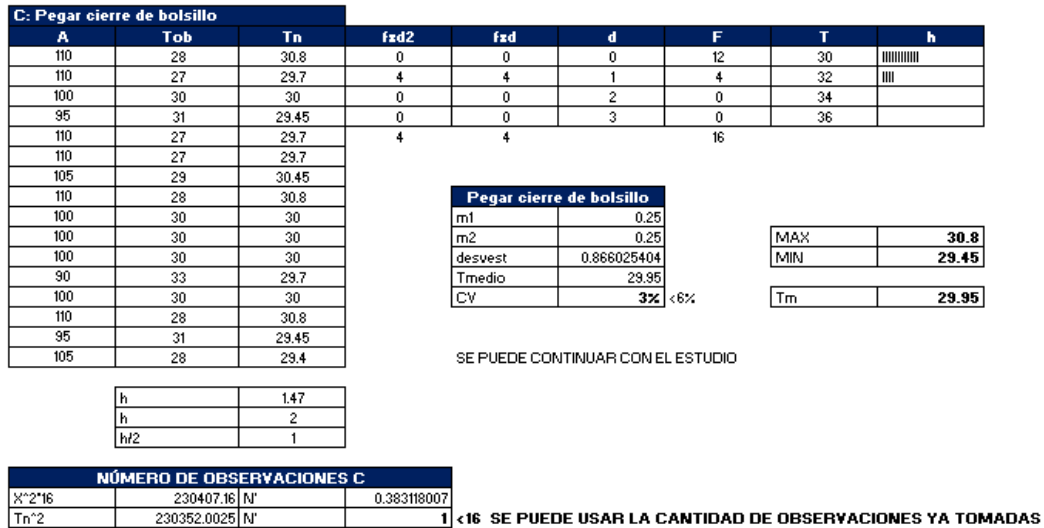 C: Pegar cierre de bolsillo
A Tob Tn fxd2 fxd d F T h
110 28 30.8 0 0 0 12 30 IIIIIIIIIIII
110 27 29.7 4 4 1 4 32 IIII
100 30 30 0 0 2 0 34
95 31 29.45 0 0 3 0 36
110 27 29.7 4 4 16
110 27 29.7
105 29 30.45
110 28 30.8
100 30 30
100 30 30
100 30 30
90 33 29.7
100 30 30
110 28 30.8
95 31 29.45
105 28 29.4
Pegar cierre de bolsillo
m1 0.25
m2 0.25
desvest 0.866025404
Tmedio 29.95
CV 3% <6%
MAX 30.8
MIN 29.45
Tm 29.95
SE PUEDE CONTINUAR CON EL ESTUDIO
h 1.47
h 2
h/2 1
NÚMERO DE OBSERVACIONES C
X^2*16 230407.16 N' 0.383118007
Tn^2 230352.0025 N' 1 <16 SE PUEDE USAR LA CANTIDAD DE OBSERVACIONES YA TOMADAS